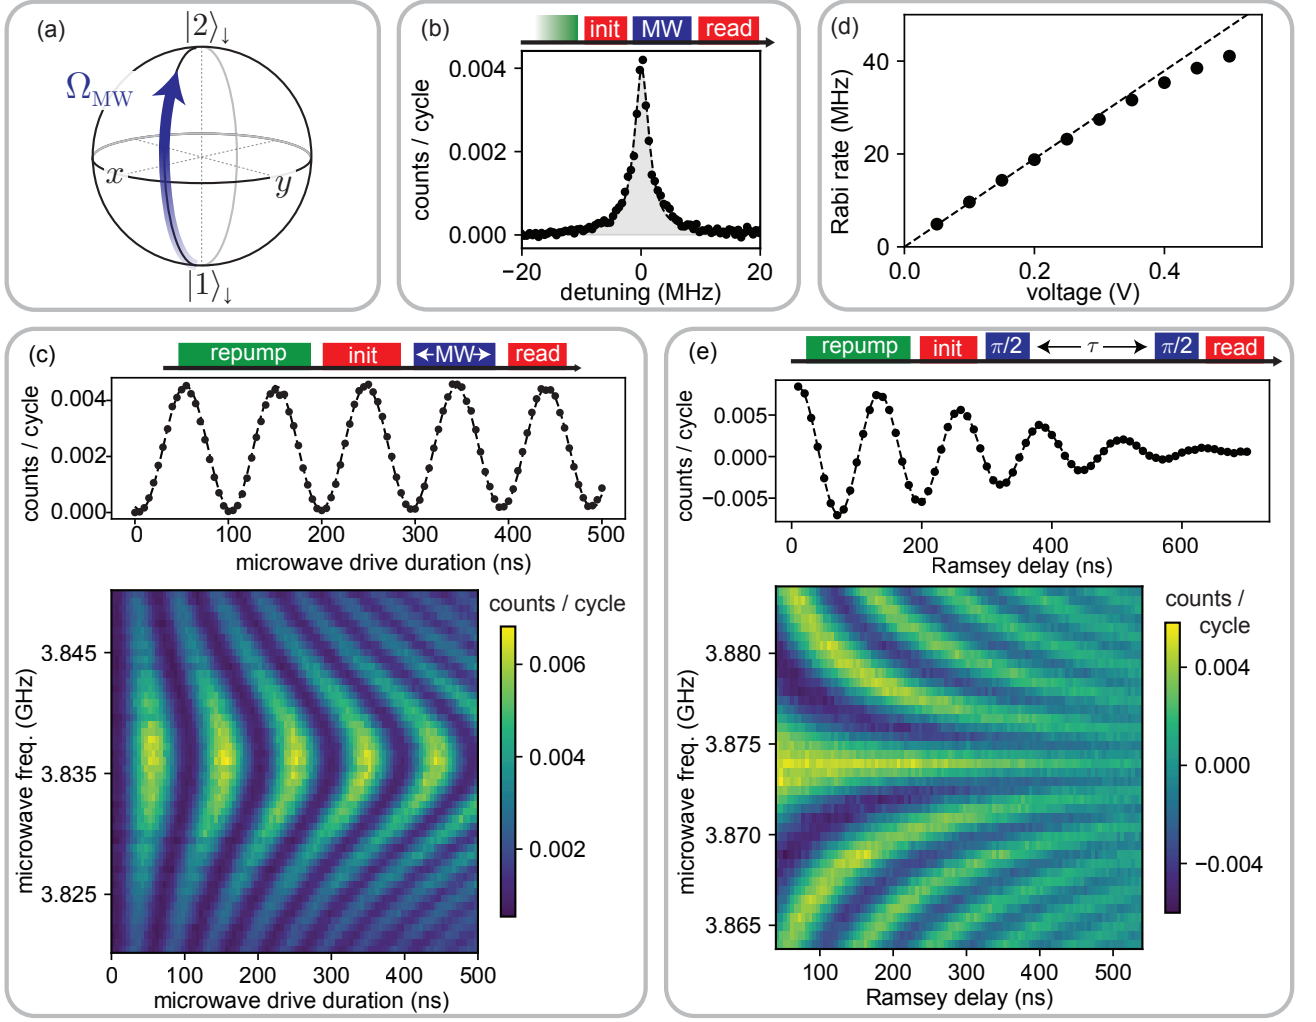 (a)
|2⟩↓
Ω_MW
x
y
|1⟩↓
(b)
init MW read
0.004
0.002
0.000
counts / cycle
−20 0 20
detuning (MHz)
(d)
40
20
0
Rabi rate (MHz)
0.0 0.2 0.4
voltage (V)
(c)
repump init MW read
0.004
0.002
0.000
counts / cycle
0 100 200 300 400 500
microwave drive duration (ns)
counts / cycle
3.845
3.835
3.825
microwave freq. (GHz)
0 100 200 300 400 500
microwave drive duration (ns)
0.006
0.004
0.002
(e)
repump init π/2 τ π/2 read
0.005
0.000
−0.005
counts / cycle
0 200 400 600
Ramsey delay (ns)
counts /
cycle
3.880
3.875
3.870
3.865
microwave freq. (GHz)
100 200 300 400 500
Ramsey delay (ns)
0.004
0.000
−0.004